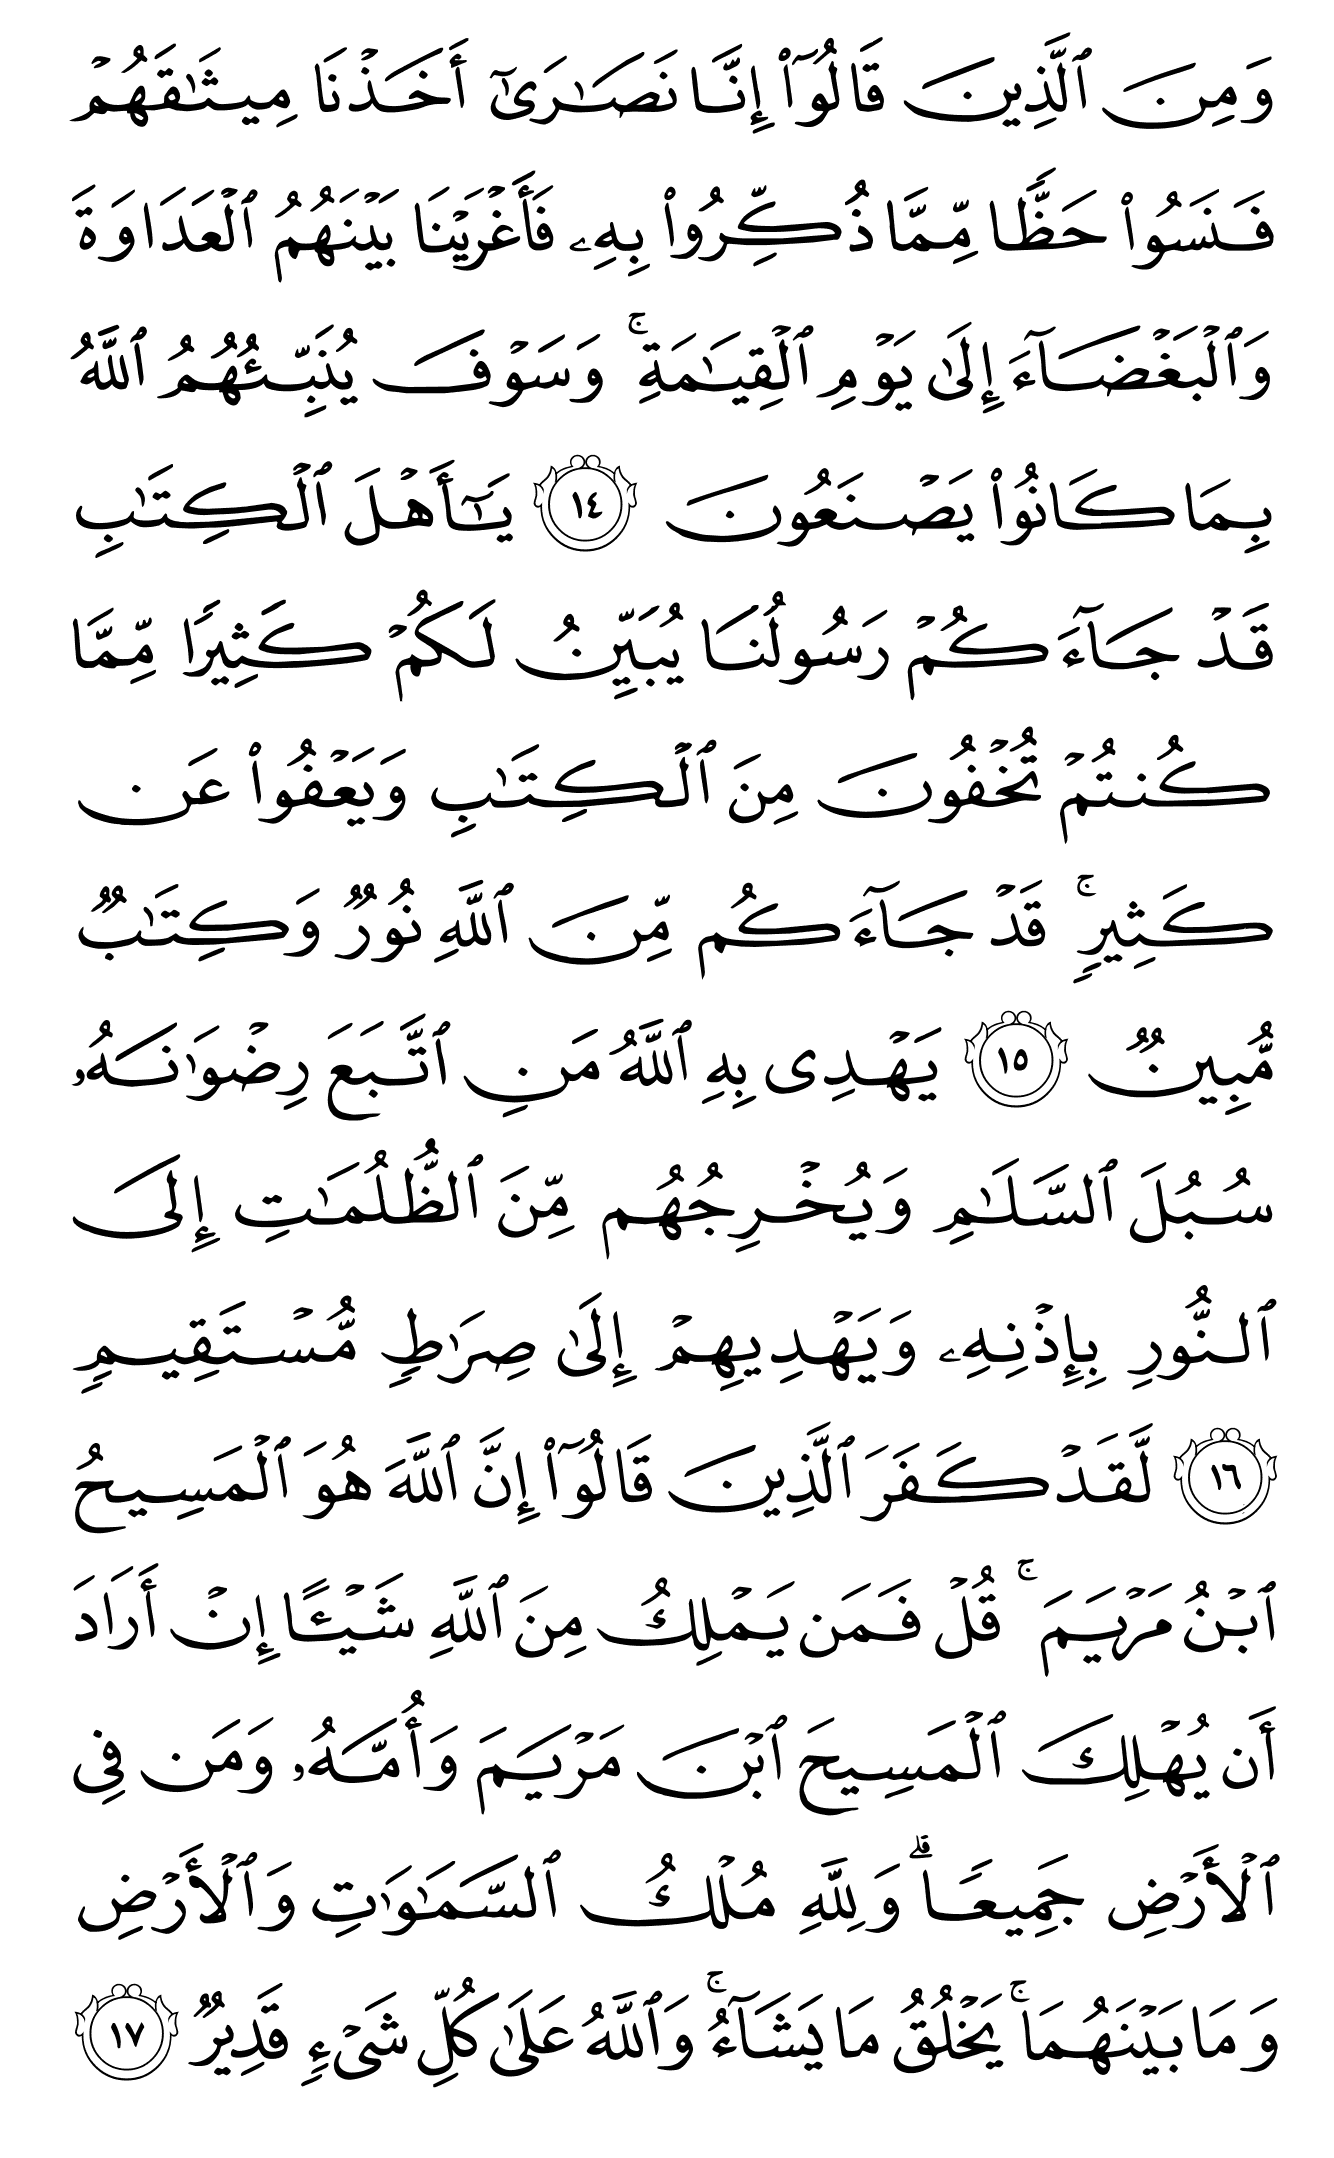 وَمِنَ ٱلَّذِينَ قَالُوٓاْ إِنَّا نَصَٰرَىٰٓ أَخَذْنَا مِيثَٰقَهُمْ
فَنَسُواْ حَظًّا مِّمَّا ذُكِّرُواْ بِهِۦ فَأَغْرَيْنَا بَيْنَهُمُ ٱلْعَدَاوَةَ
وَٱلْبَغْضَآءَ إِلَىٰ يَوْمِ ٱلْقِيَٰمَةِ ۚ وَسَوْفَ يُنَبِّئُهُمُ ٱللَّهُ
بِمَا كَانُواْ يَصْنَعُونَ ١٤ يَٰٓأَهْلَ ٱلْكِتَٰبِ
قَدْ جَآءَكُمْ رَسُولُنَا يُبَيِّنُ لَكُمْ كَثِيرًا مِّمَّا
كُنتُمْ تُخْفُونَ مِنَ ٱلْكِتَٰبِ وَيَعْفُواْ عَن
كَثِيرٍ ۚ قَدْ جَآءَكُم مِّنَ ٱللَّهِ نُورٌ وَكِتَٰبٌ
مُّبِينٌ ١٥ يَهْدِى بِهِ ٱللَّهُ مَنِ ٱتَّبَعَ رِضْوَٰنَهُۥ
سُبُلَ ٱلسَّلَٰمِ وَيُخْرِجُهُم مِّنَ ٱلظُّلُمَٰتِ إِلَى
ٱلنُّورِ بِإِذْنِهِۦ وَيَهْدِيهِمْ إِلَىٰ صِرَٰطٍ مُّسْتَقِيمٍ
١٦ لَّقَدْ كَفَرَ ٱلَّذِينَ قَالُوٓاْ إِنَّ ٱللَّهَ هُوَ ٱلْمَسِيحُ
ٱبْنُ مَرْيَمَ ۚ قُلْ فَمَن يَمْلِكُ مِنَ ٱللَّهِ شَيْـًٔا إِنْ أَرَادَ
أَن يُهْلِكَ ٱلْمَسِيحَ ٱبْنَ مَرْيَمَ وَأُمَّهُۥ وَمَن فِى
ٱلْأَرْضِ جَمِيعًا ۗ وَلِلَّهِ مُلْكُ ٱلسَّمَٰوَٰتِ وَٱلْأَرْضِ
وَمَا بَيْنَهُمَا ۚ يَخْلُقُ مَا يَشَآءُ ۚ وَٱللَّهُ عَلَىٰ كُلِّ شَىْءٍ قَدِيرٌ ١٧